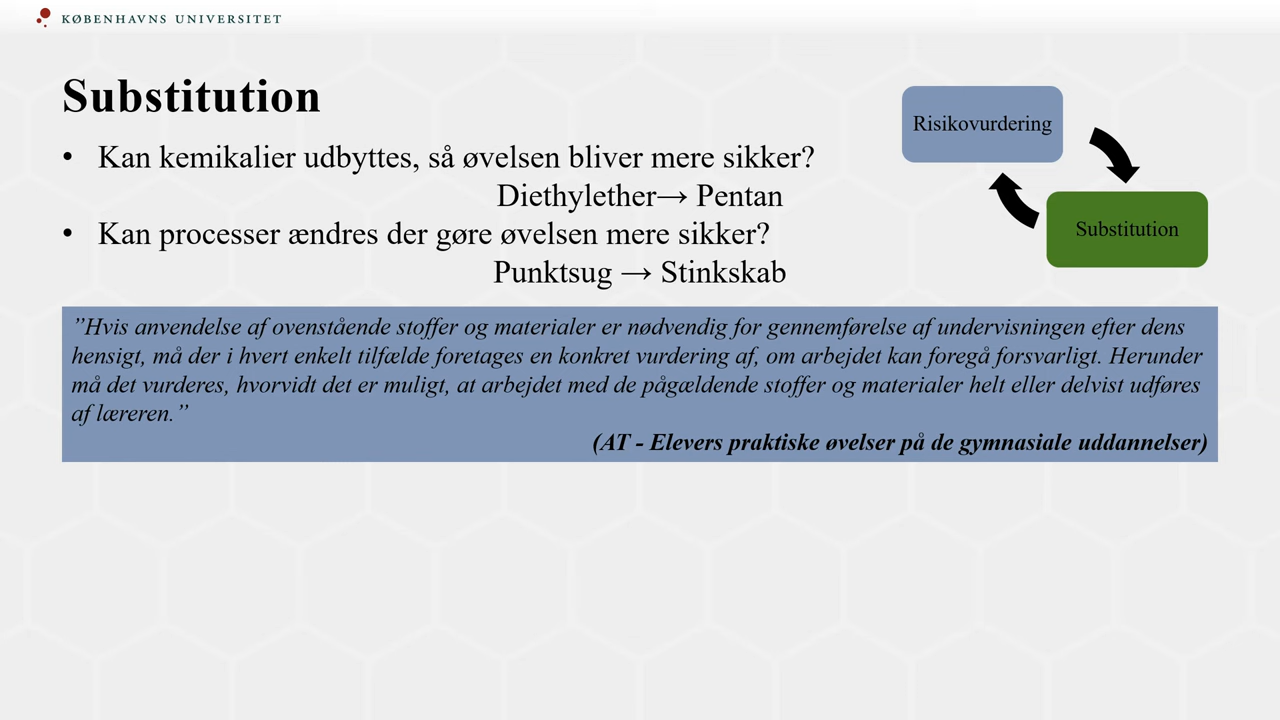 KØBENHAVNS UNIVERSITET
Substitution
• Kan kemikalier udbyttes, så øvelsen bliver mere sikker?
Diethylether→ Pentan
• Kan processer ændres der gøre øvelsen mere sikker?
Punktsug → Stinkskab
Risikovurdering
Substitution
”Hvis anvendelse af ovenstående stoffer og materialer er nødvendig for gennemførelse af undervisningen efter dens
hensigt, må der i hvert enkelt tilfælde foretages en konkret vurdering af, om arbejdet kan foregå forsvarligt. Herunder
må det vurderes, hvorvidt det er muligt, at arbejdet med de pågældende stoffer og materialer helt eller delvist udføres
af læreren.”
(AT - Elevers praktiske øvelser på de gymnasiale uddannelser)